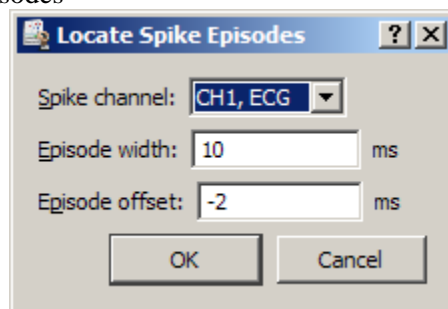 Locate Spike Episodes
Spike channel: CH1, ECG
Episode width: 10 ms
Episode offset: -2 ms
OK Cancel